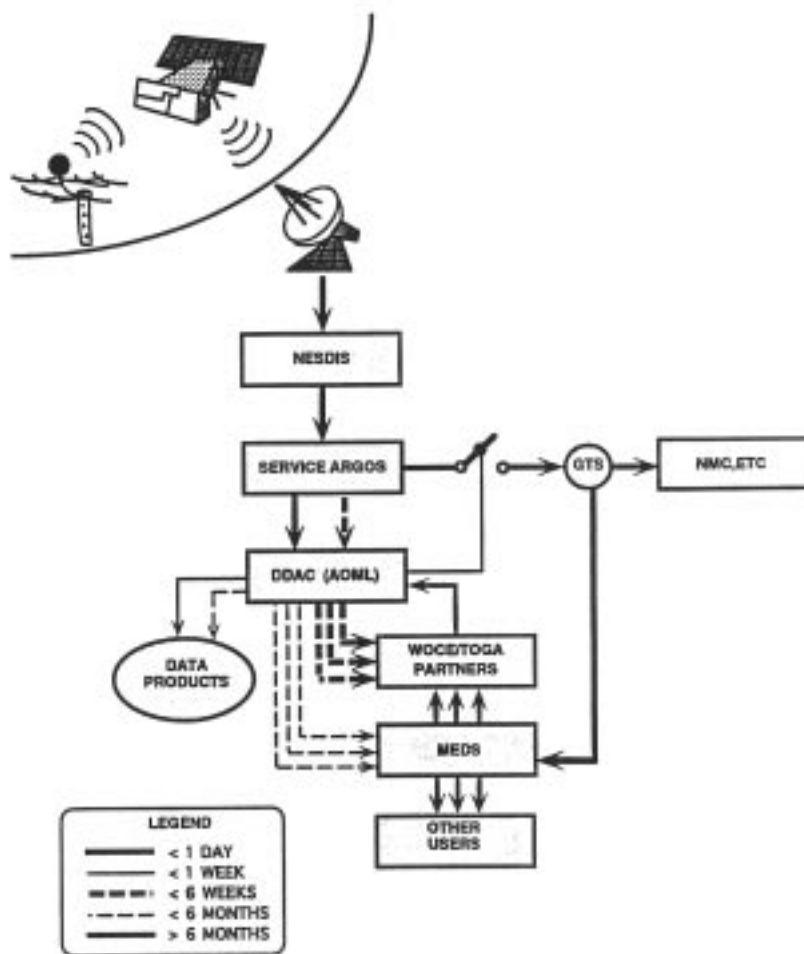 NESDIS
SERVICE ARGOS
GTS
NMC,ETC
DDAC (AOML)
DATA
PRODUCTS
WOCE/TOGA
PARTNERS
MEDS
OTHER
USERS
LEGEND
< 1 DAY
< 1 WEEK
< 6 WEEKS
< 6 MONTHS
> 6 MONTHS